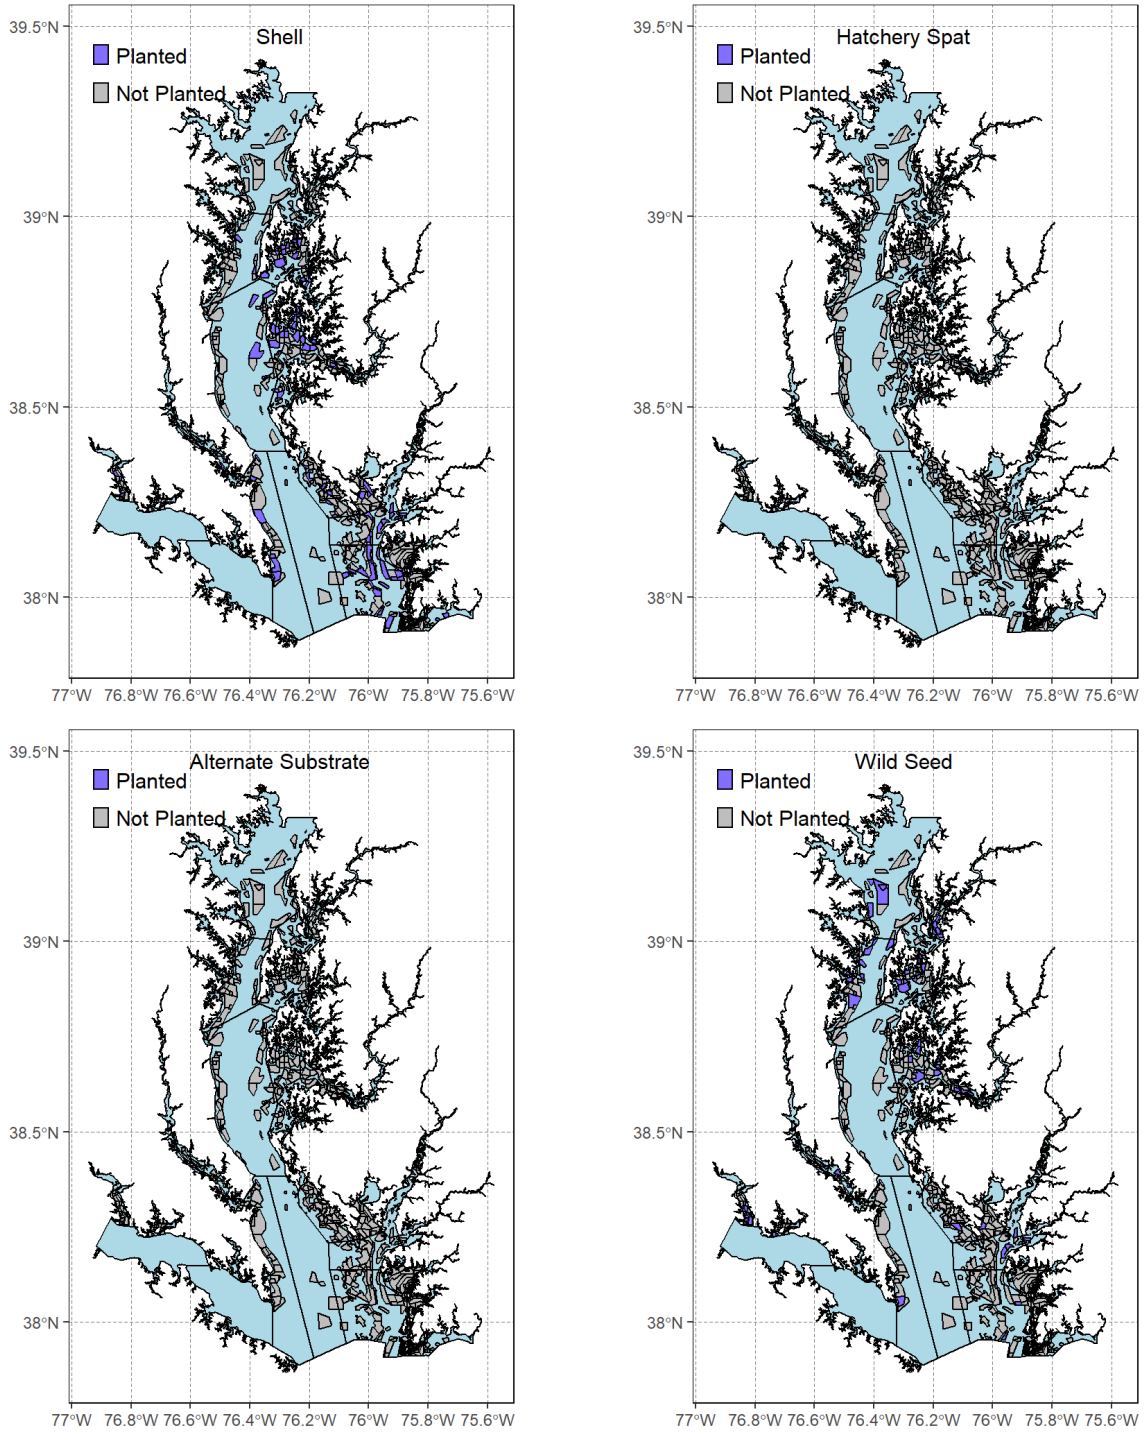 Shell
Planted
Not Planted
39.5°N
39°N
38.5°N
38°N
77°W 76.8°W 76.6°W 76.4°W 76.2°W 76°W 75.8°W 75.6°W
Hatchery Spat
Planted
Not Planted
39.5°N
39°N
38.5°N
38°N
77°W 76.8°W 76.6°W 76.4°W 76.2°W 76°W 75.8°W 75.6°W
Alternate Substrate
Planted
Not Planted
39.5°N
39°N
38.5°N
38°N
77°W 76.8°W 76.6°W 76.4°W 76.2°W 76°W 75.8°W 75.6°W
Wild Seed
Planted
Not Planted
39.5°N
39°N
38.5°N
38°N
77°W 76.8°W 76.6°W 76.4°W 76.2°W 76°W 75.8°W 75.6°W